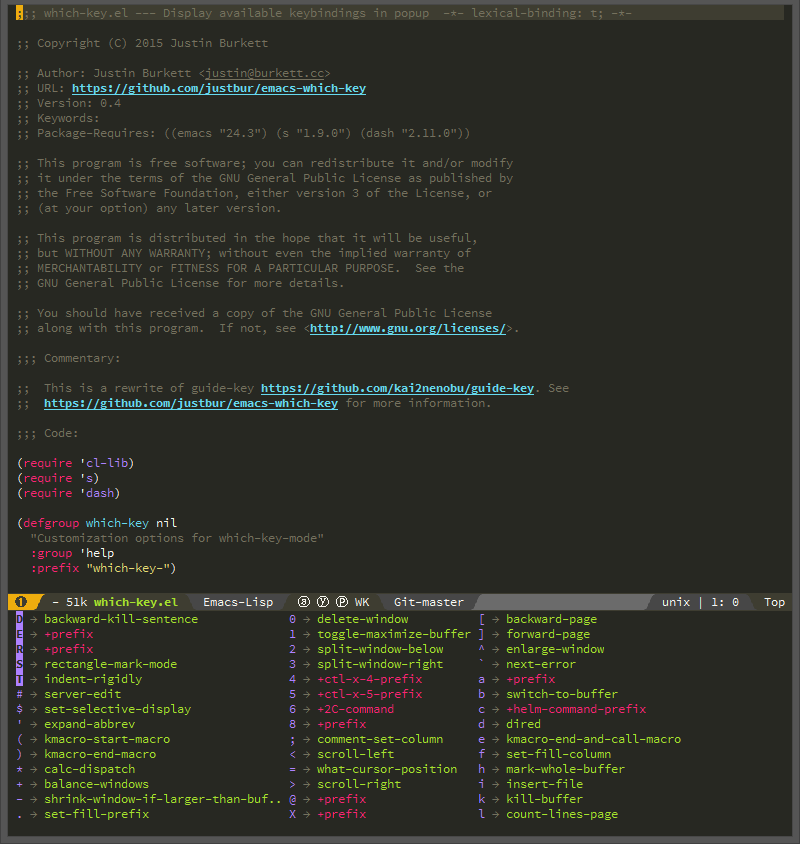 ;;; which-key.el --- Display available keybindings in popup  -*- lexical-binding: t; -*-
;; Copyright (C) 2015 Justin Burkett
;; Author: Justin Burkett <justin@burkett.cc>
;; URL: https://github.com/justbur/emacs-which-key
;; Version: 0.4
;; Keywords:
;; Package-Requires: ((emacs "24.3") (s "1.9.0") (dash "2.11.0"))
;; This program is free software; you can redistribute it and/or modify
;; it under the terms of the GNU General Public License as published by
;; the Free Software Foundation, either version 3 of the License, or
;; (at your option) any later version.
;; This program is distributed in the hope that it will be useful,
;; but WITHOUT ANY WARRANTY; without even the implied warranty of
;; MERCHANTABILITY or FITNESS FOR A PARTICULAR PURPOSE.  See the
;; GNU General Public License for more details.
;; You should have received a copy of the GNU General Public License
;; along with this program.  If not, see <http://www.gnu.org/licenses/>.
;;; Commentary:
;;  This is a rewrite of guide-key https://github.com/kai2nenobu/guide-key. See
;;  https://github.com/justbur/emacs-which-key for more information.
;;; Code:
(require 'cl-lib)
(require 's)
(require 'dash)
(defgroup which-key nil
  "Customization options for which-key-mode"
  :group 'help
  :prefix "which-key-")
❶ - 51k which-key.el Emacs-Lisp ⓐ ⓨ ⓟ WK Git-master unix | 1: 0 Top
D → backward-kill-sentence 0 → delete-window [ → backward-page
E → +prefix 1 → toggle-maximize-buffer ] → forward-page
R → +prefix 2 → split-window-below ^ → enlarge-window
S → rectangle-mark-mode 3 → split-window-right ` → next-error
T → indent-rigidly 4 → +ctl-x-4-prefix a → +prefix
# → server-edit 5 → +ctl-x-5-prefix b → switch-to-buffer
$ → set-selective-display 6 → +2C-command c → +helm-command-prefix
' → expand-abbrev 8 → +prefix d → dired
( → kmacro-start-macro ; → comment-set-column e → kmacro-end-and-call-macro
) → kmacro-end-macro < → scroll-left f → set-fill-column
* → calc-dispatch = → what-cursor-position h → mark-whole-buffer
+ → balance-windows > → scroll-right i → insert-file
- → shrink-window-if-larger-than-buf.. @ → +prefix k → kill-buffer
. → set-fill-prefix X → +prefix l → count-lines-page